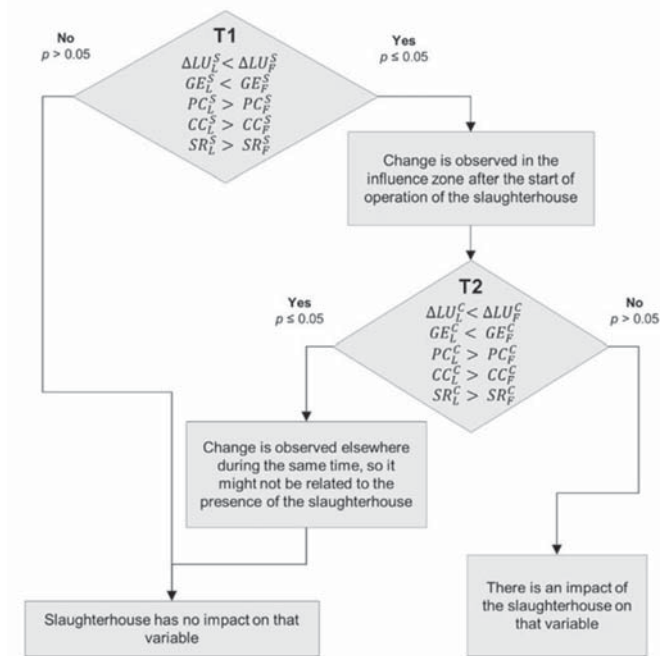 T1
No
p > 0.05
Yes
p ≤ 0.05
ΔLU_L^S < ΔLU_F^S
GE_L^S < GE_F^S
PC_L^S > PC_F^S
CC_L^S > CC_F^S
SR_L^S > SR_F^S
Change is observed in the
influence zone after the start of
operation of the slaughterhouse
T2
Yes
p ≤ 0.05
No
p > 0.05
ΔLU_L^C < ΔLU_F^C
GE_L^C < GE_F^C
PC_L^C > PC_F^C
CC_L^C > CC_F^C
SR_L^C > SR_F^C
Change is observed elsewhere
during the same time, so it
might not be related to the
presence of the slaughterhouse
Slaughterhouse has no impact on that
variable
There is an impact of
the slaughterhouse on
that variable